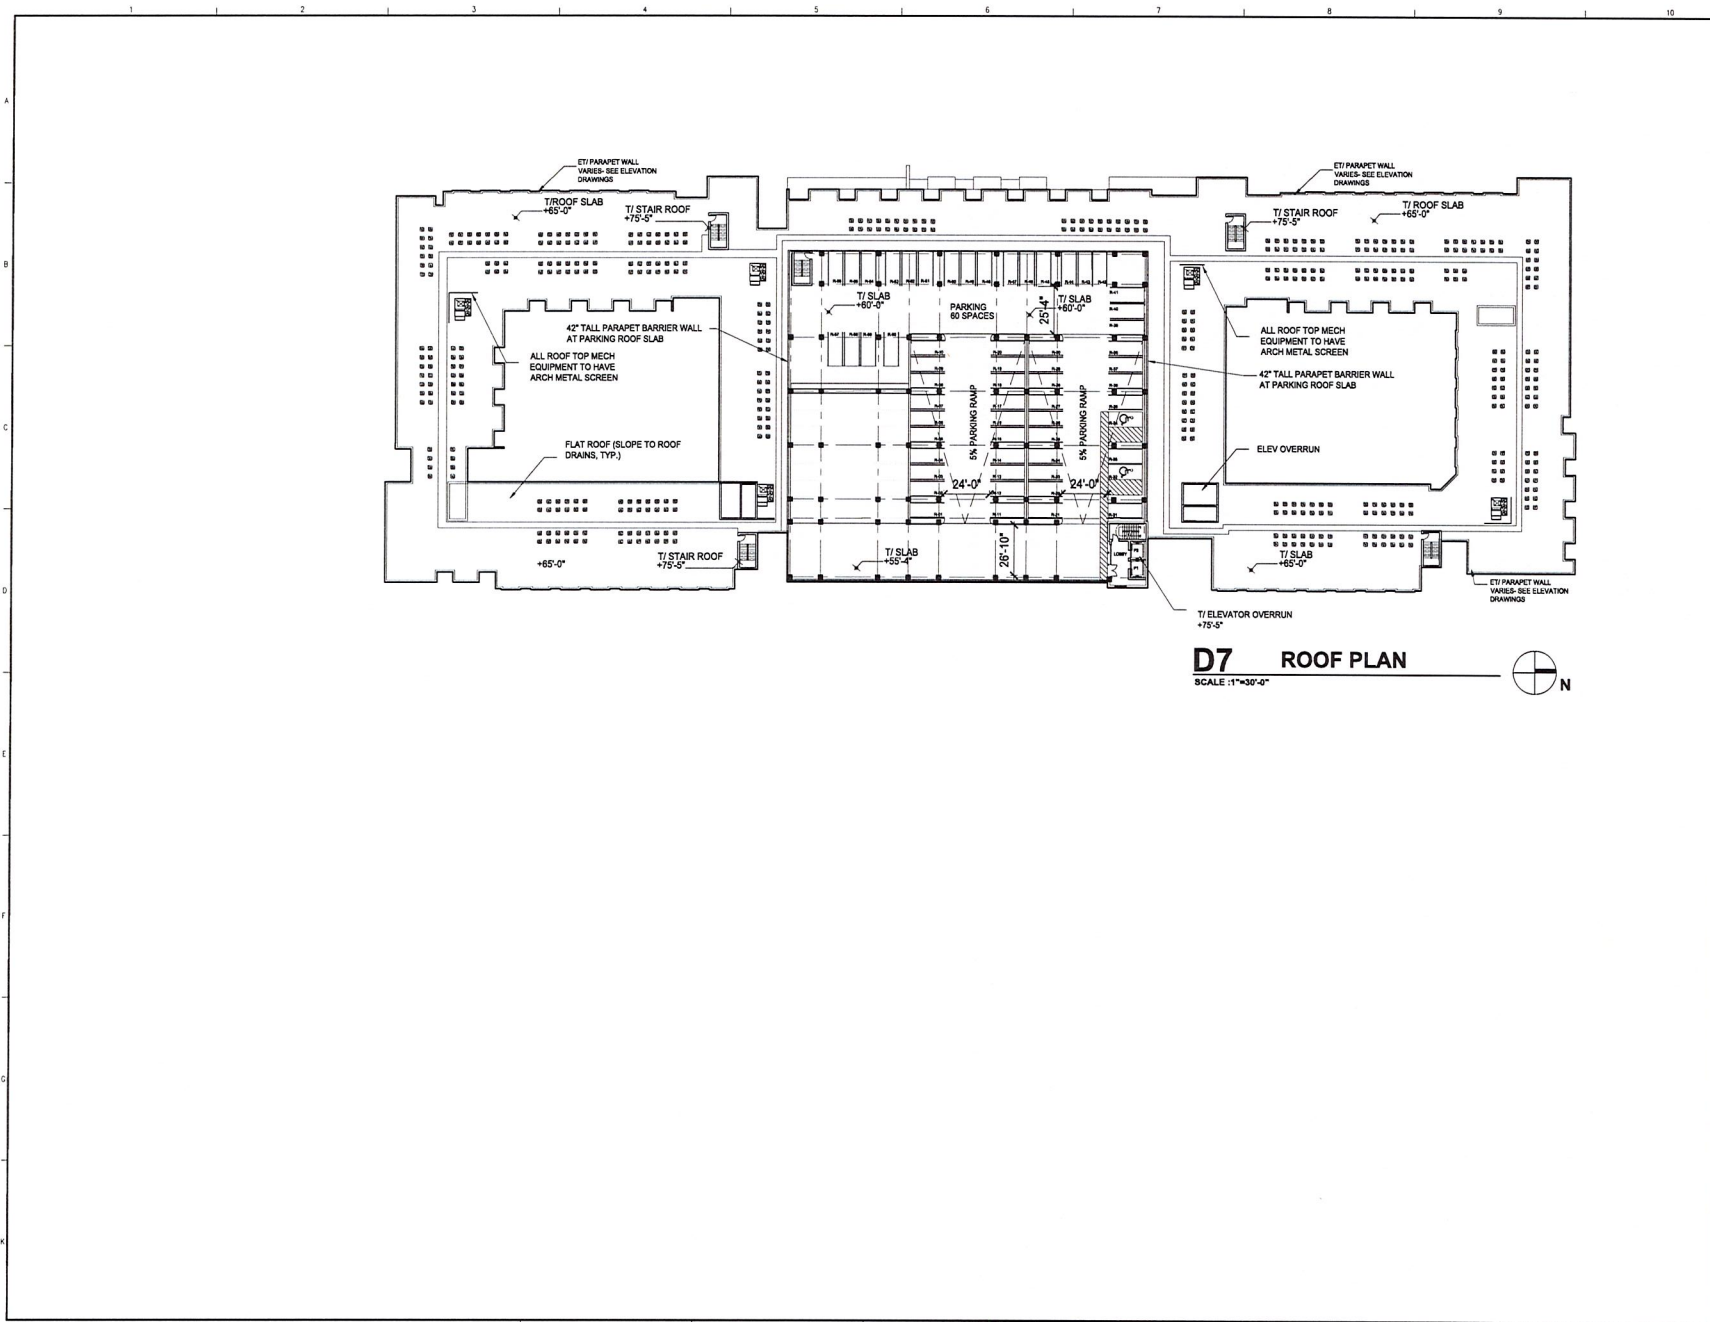 1 2 3 4 5 6 7 8 9 10
A
B
C
D
E
F
G
K
ET/ PARAPET WALL
VARIES- SEE ELEVATION
DRAWINGS
T/ROOF SLAB
+65'-0"
T/ STAIR ROOF
+75'-5"
ET/ PARAPET WALL
VARIES- SEE ELEVATION
DRAWINGS
T/ STAIR ROOF
+75'-5"
T/ ROOF SLAB
+65'-0"
T/ SLAB
+60'-0"
PARKING
60 SPACES
T/ SLAB
+60'-0"
25'-4"
42" TALL PARAPET BARRIER WALL
AT PARKING ROOF SLAB
ALL ROOF TOP MECH
EQUIPMENT TO HAVE
ARCH METAL SCREEN
ALL ROOF TOP MECH
EQUIPMENT TO HAVE
ARCH METAL SCREEN
42" TALL PARAPET BARRIER WALL
AT PARKING ROOF SLAB
5% PARKING RAMP
5% PARKING RAMP
FLAT ROOF (SLOPE TO ROOF
DRAINS, TYP.)
ELEV OVERRUN
24'-0"
24'-0"
26'-10"
LOBBY
+65'-0"
T/ STAIR ROOF
+75'-5"
T/ SLAB
+55'-4"
T/ SLAB
+65'-0"
ET/ PARAPET WALL
VARIES- SEE ELEVATION
DRAWINGS
T/ ELEVATOR OVERRUN
+75'-5"
D7 ROOF PLAN
SCALE :1"=30'-0"
N